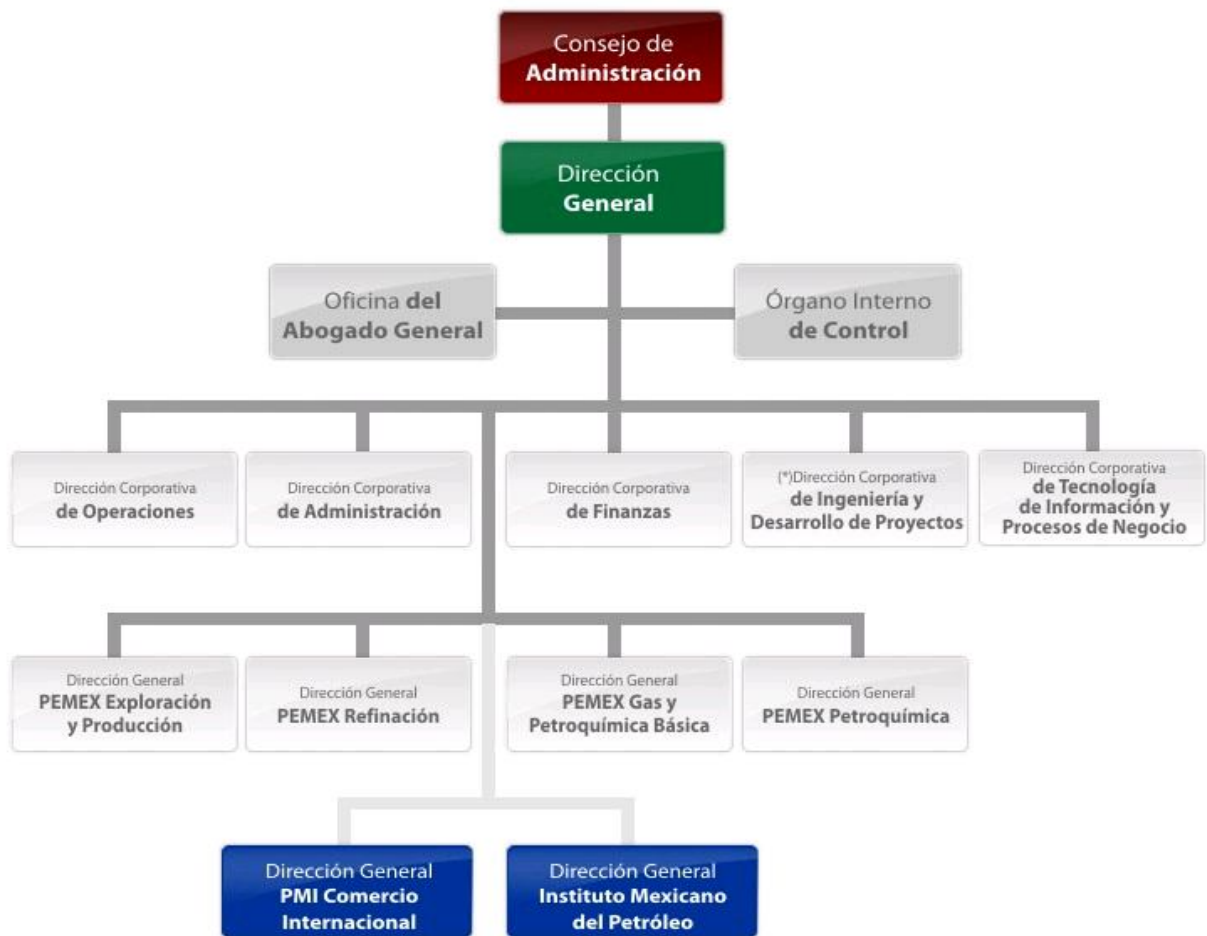 Consejo de
Administración
Dirección
General
Oficina del
Abogado General
Órgano Interno
de Control
Dirección Corporativa
de Operaciones
Dirección Corporativa
de Administración
Dirección Corporativa
de Finanzas
(*)Dirección Corporativa
de Ingeniería y
Desarrollo de Proyectos
Dirección Corporativa
de Tecnología
de Información y
Procesos de Negocio
Dirección General
PEMEX Exploración
y Producción
Dirección General
PEMEX Refinación
Dirección General
PEMEX Gas y
Petroquímica Básica
Dirección General
PEMEX Petroquímica
Dirección General
PMI Comercio
Internacional
Dirección General
Instituto Mexicano
del Petróleo